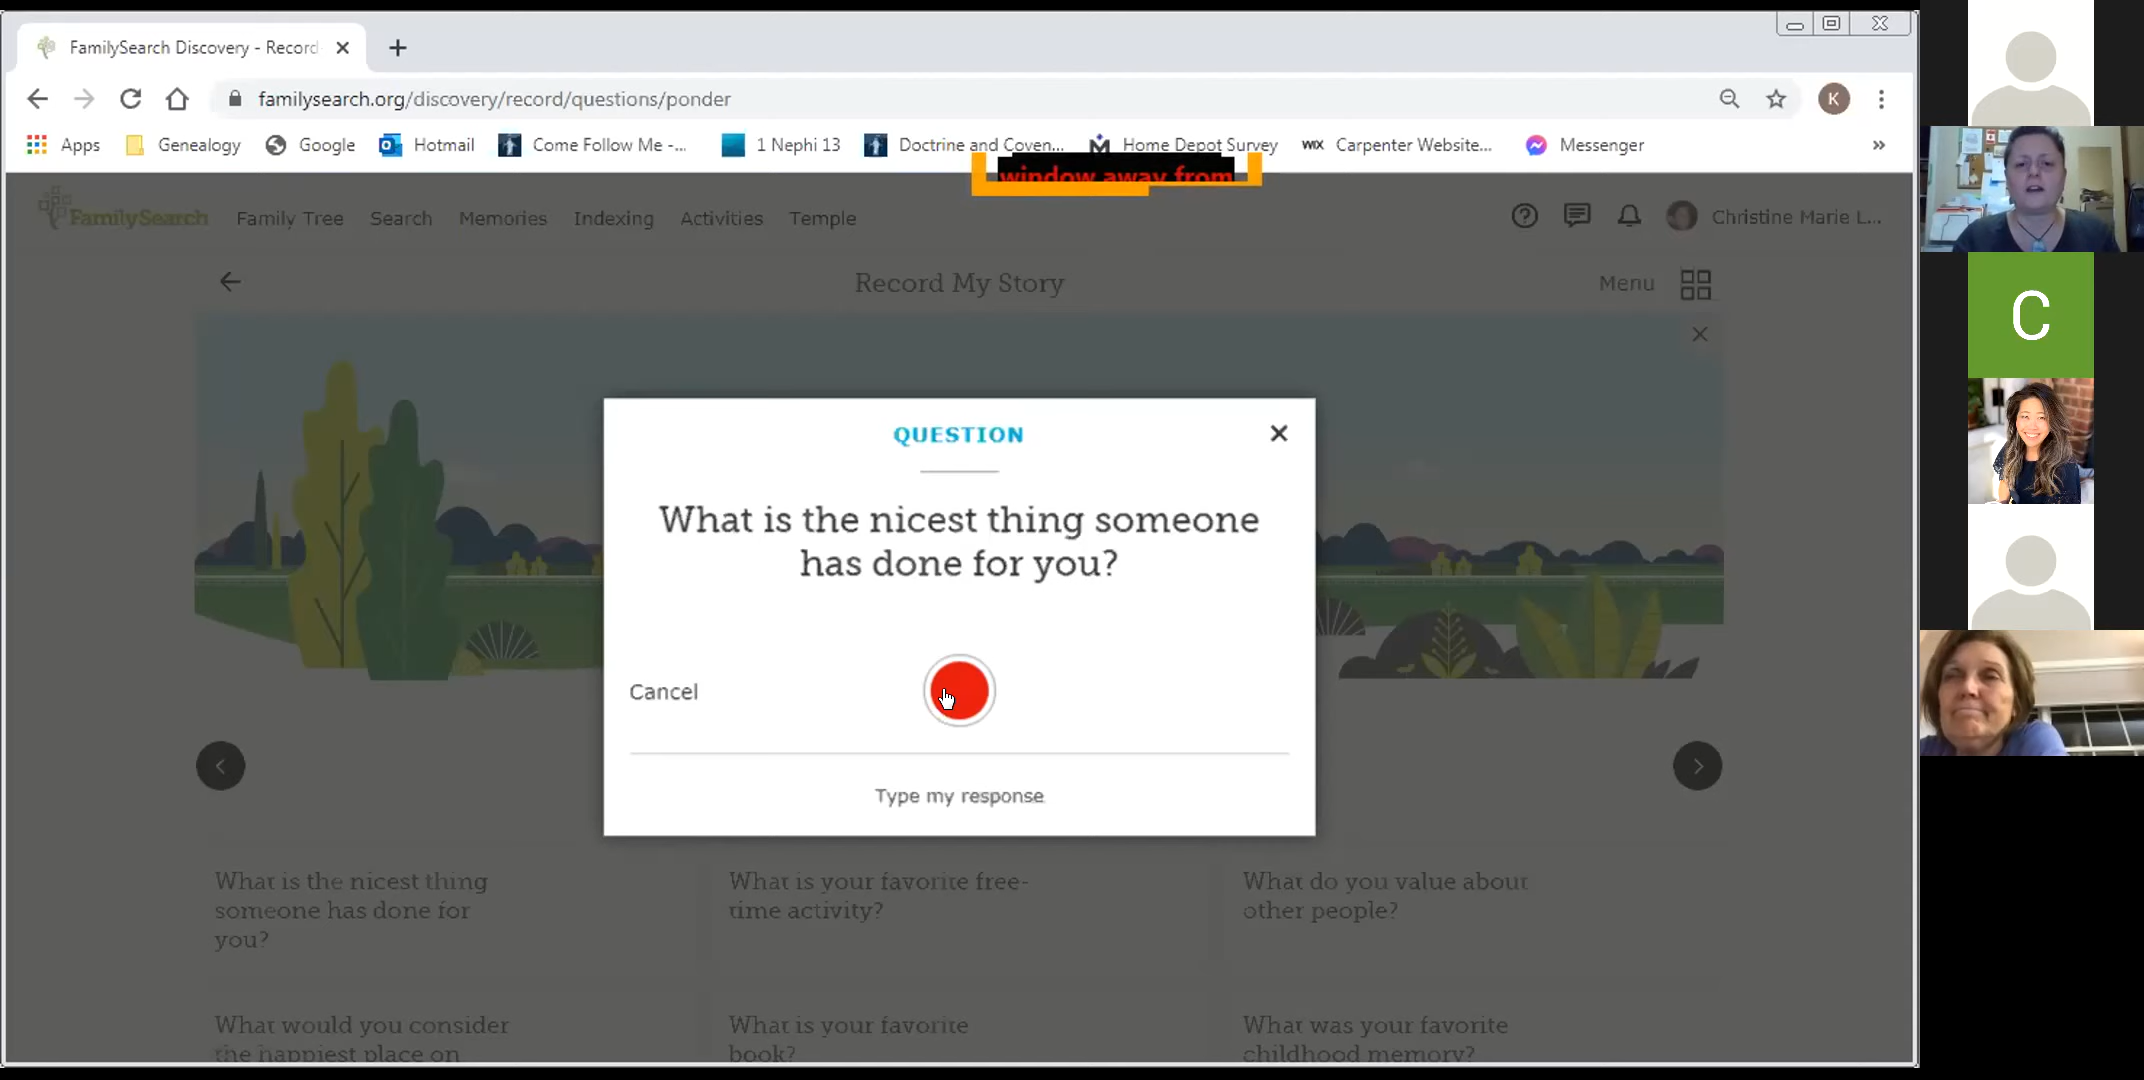 FamilySearch Discovery - Record
familysearch.org/discovery/record/questions/ponder
K
Apps Genealogy Google Hotmail Come Follow Me -... 1 Nephi 13 Doctrine and Coven... Home Depot Survey WIX Carpenter Website... Messenger »
window away from
FamilySearch Family Tree Search Memories Indexing Activities Temple Christine Marie L...
Record My Story Menu
C
QUESTION
What is the nicest thing someone
has done for you?
Cancel
Type my response
What is the nicest thing
someone has done for
you?
What is your favorite free-
time activity?
What do you value about
other people?
What would you consider
the happiest place on
What is your favorite
book?
What was your favorite
childhood memory?